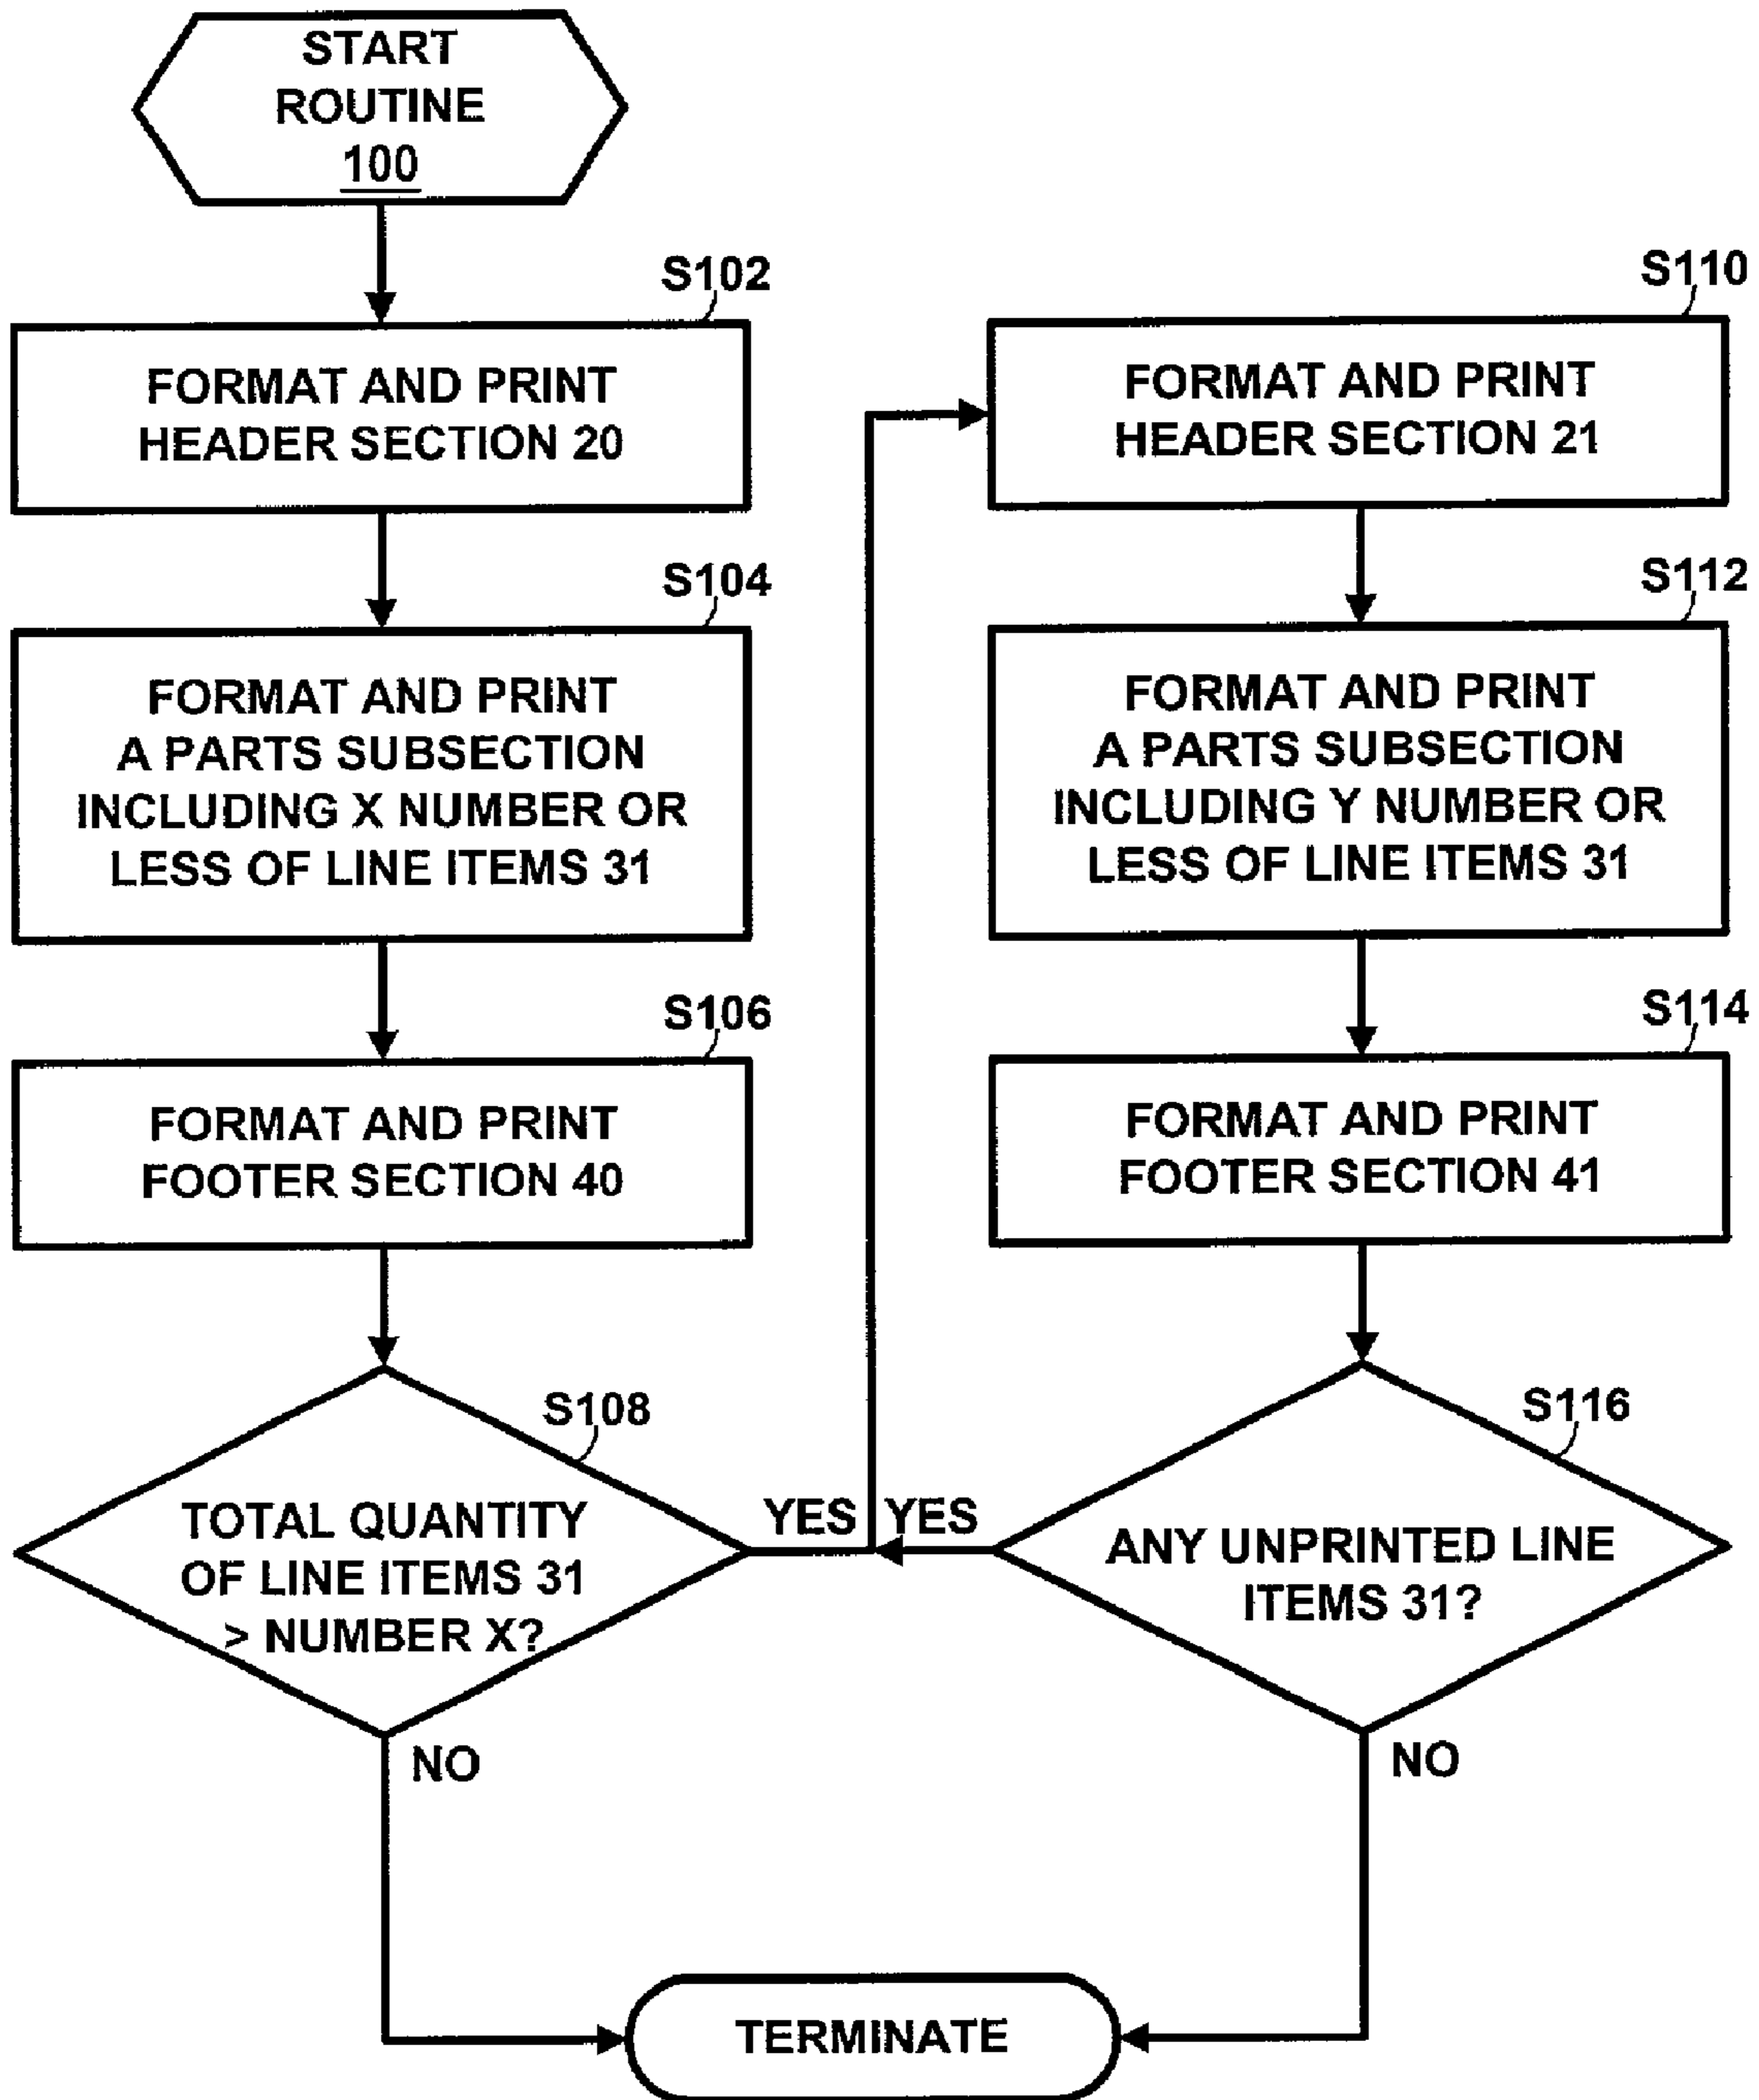 START
ROUTINE
100
S102
FORMAT AND PRINT
HEADER SECTION 20
S104
FORMAT AND PRINT
A PARTS SUBSECTION
INCLUDING X NUMBER OR
LESS OF LINE ITEMS 31
S106
FORMAT AND PRINT
FOOTER SECTION 40
S108
TOTAL QUANTITY
OF LINE ITEMS 31
> NUMBER X?
YES
NO
S110
FORMAT AND PRINT
HEADER SECTION 21
S112
FORMAT AND PRINT
A PARTS SUBSECTION
INCLUDING Y NUMBER OR
LESS OF LINE ITEMS 31
S114
FORMAT AND PRINT
FOOTER SECTION 41
S116
ANY UNPRINTED LINE
ITEMS 31?
YES
NO
TERMINATE